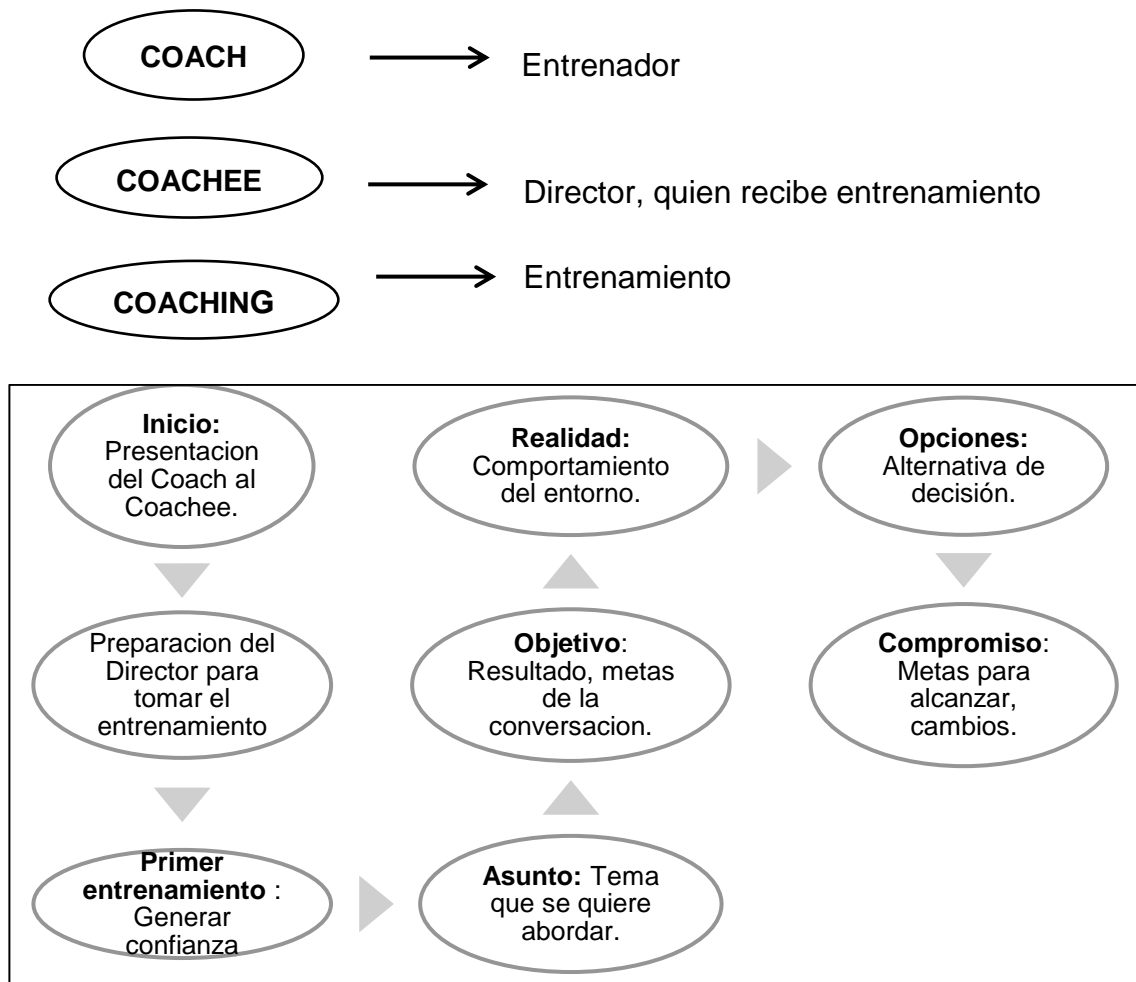 COACH
Entrenador
COACHEE
Director, quien recibe entrenamiento
COACHING
Entrenamiento
Inicio:
Presentacion
del Coach al
Coachee.
Preparacion del
Director para
tomar el
entrenamiento
Primer
entrenamiento :
Generar
confianza
Asunto: Tema
que se quiere
abordar.
Objetivo:
Resultado, metas
de la
conversacion.
Realidad:
Comportamiento
del entorno.
Opciones:
Alternativa de
decisión.
Compromiso:
Metas para
alcanzar,
cambios.